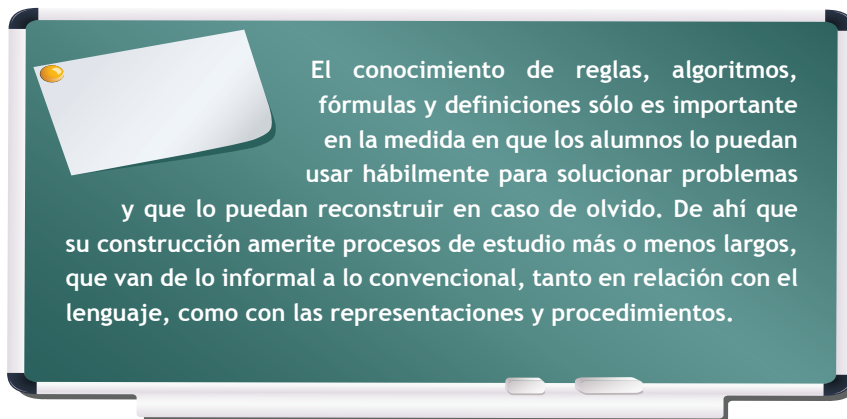 El conocimiento de reglas, algoritmos,
fórmulas y definiciones sólo es importante
en la medida en que los alumnos lo puedan
usar hábilmente para solucionar problemas
y que lo puedan reconstruir en caso de olvido. De ahí que
su construcción amerite procesos de estudio más o menos largos,
que van de lo informal a lo convencional, tanto en relación con el
lenguaje, como con las representaciones y procedimientos.